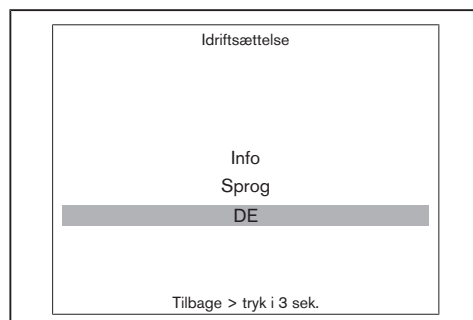 Idriftsættelse
Info
Sprog
DE
Tilbage > tryk i 3 sek.